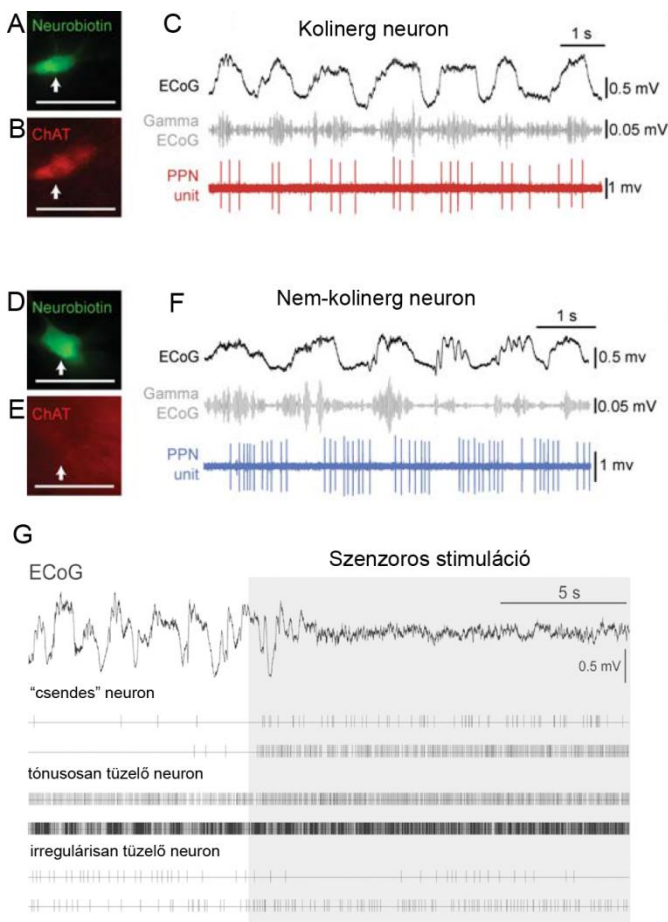 A
Neurobiotin
B
ChAT
C
Kolinerg neuron
1 s
ECoG
0.5 mV
Gamma
ECoG
0.05 mV
PPN
unit
1 mv
D
Neurobiotin
E
ChAT
F
Nem-kolinerg neuron
1 s
ECoG
0.5 mV
Gamma
ECoG
0.05 mV
PPN
unit
1 mv
G
ECoG
Szenzoros stimuláció
5 s
0.5 mV
“csendes” neuron
tónusosan tüzelő neuron
irregulárisan tüzelő neuron